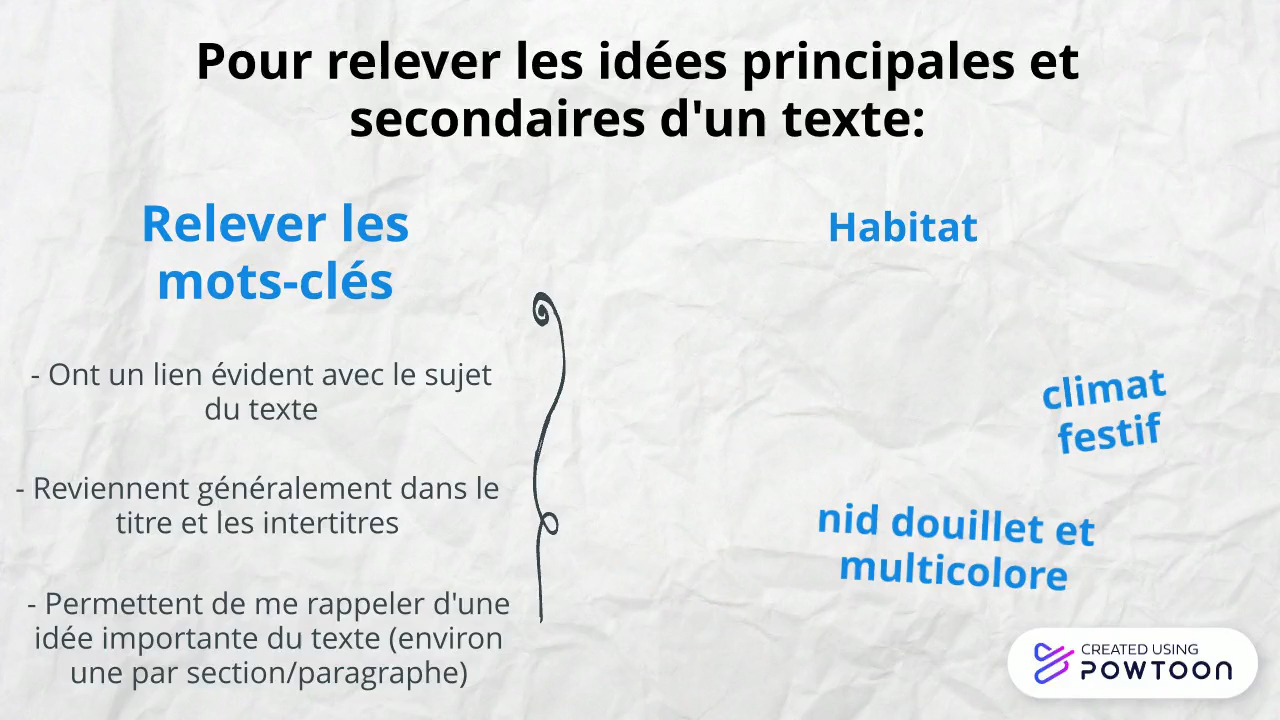 Pour relever les idées principales et
secondaires d'un texte:
Relever les
mots-clés
- Ont un lien évident avec le sujet
du texte
- Reviennent généralement dans le
titre et les intertitres
- Permettent de me rappeler d'une
idée importante du texte (environ
une par section/paragraphe)
Habitat
climat
festif
nid douillet et
multicolore
CREATED USING
POWTOON